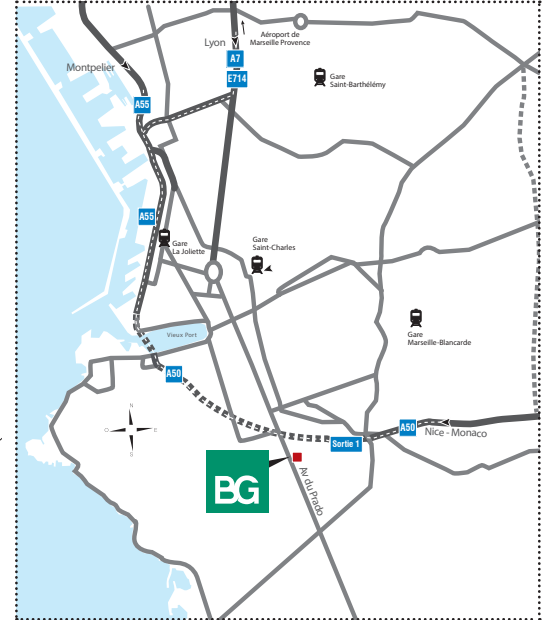 Aéroport de
Marseille Provence
Lyon
A7
E714
Montpelier
Gare
Saint-Barthélémy
A55
A55
Gare
La Joliette
Gare
Saint-Charles
Vieux Port
Gare
Marseille-Blancarde
A50
N
O
E
S
A50
Nice - Monaco
Sortie 1
BG
Av du Prado